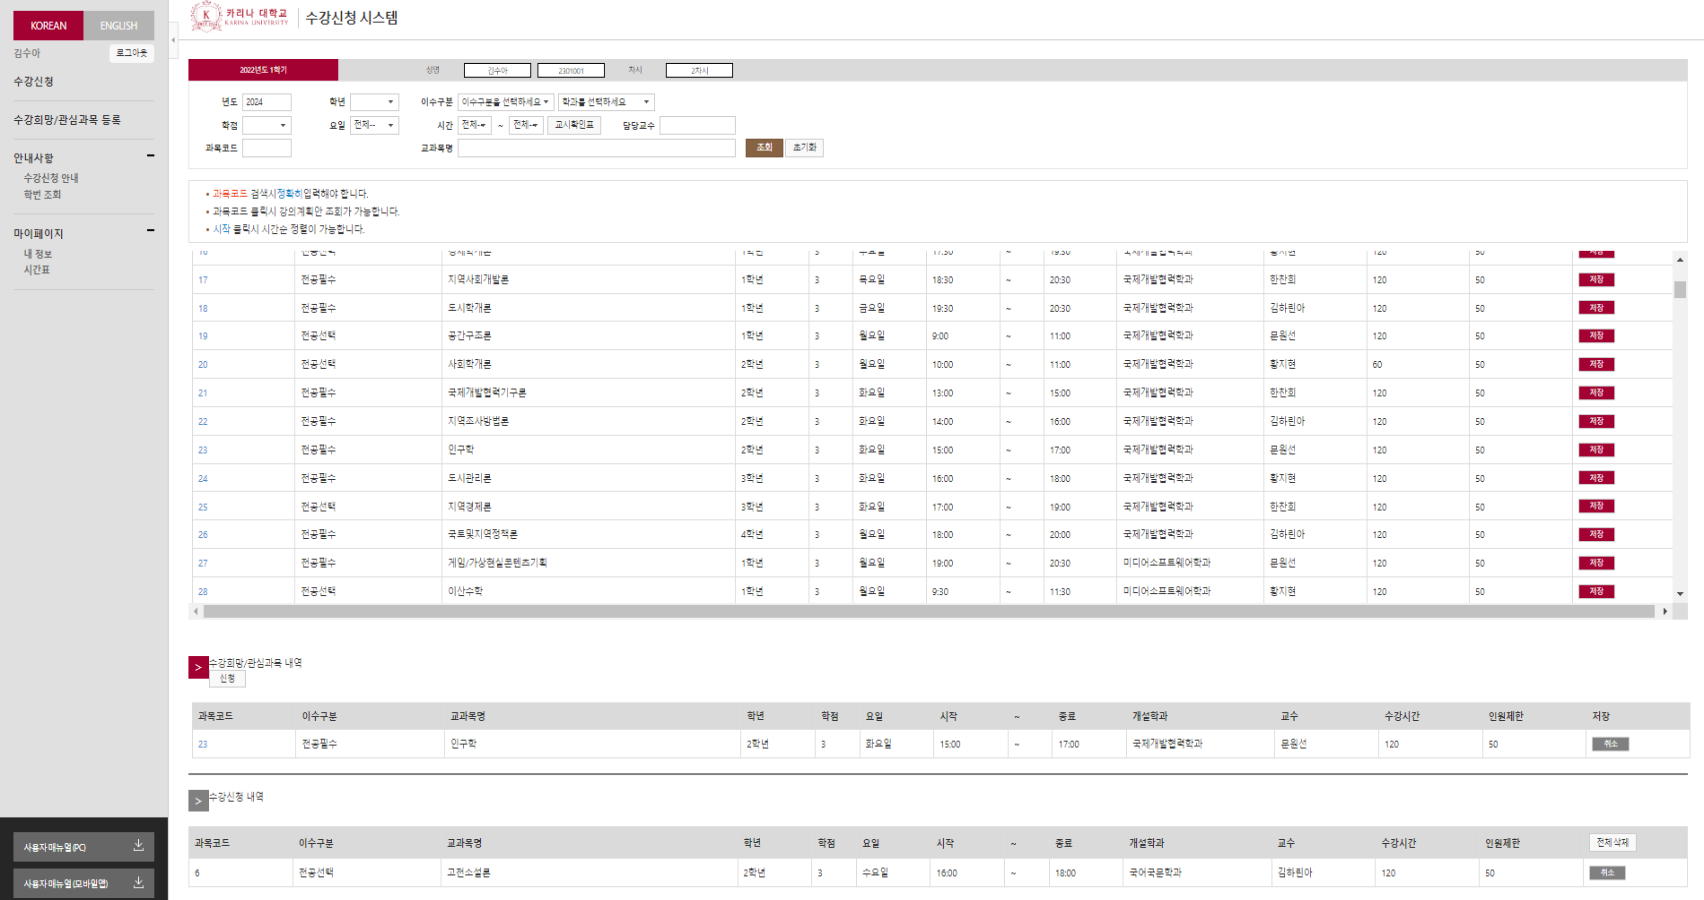 KOREAN ENGLISH
김수아 로그아웃
수강신청
수강희망/관심과목 등록
안내사항
수강신청 안내
학번 조회
마이페이지
내 정보
시간표
사용자매뉴얼(PC)
사용자매뉴얼(모바일앱)
카리나 대학교
KARINA UNIVERSITY
수강신청 시스템
2022년도 1학기 성명 김수아 2301001 차시 2차시
년도 2024 학년 이수구분 이수구분을 선택하세요 학과를 선택하세요
학점 요일 전체-- 시간 전체-- ~ 전체-- 교시확인표 담당교수
과목코드 교과목명 조회 초기화
• 과목코드 검색시정확히입력해야 합니다.
• 과목코드 클릭시 강의계획안 조회가 가능합니다.
• 시작 클릭시 시간순 정렬이 가능합니다.
16 전공선택 경제학개론 1학년 3 수요일 17:30 ~ 19:30 국제개발협력학과 황지현 120 50 저장
17 전공필수 지역사회개발론 1학년 3 목요일 18:30 ~ 20:30 국제개발협력학과 한찬희 120 50 저장
18 전공필수 도시학개론 1학년 3 금요일 19:30 ~ 20:30 국제개발협력학과 김하린아 120 50 저장
19 전공선택 공간구조론 1학년 3 월요일 9:00 ~ 11:00 국제개발협력학과 문원선 120 50 저장
20 전공선택 사회학개론 2학년 3 월요일 10:00 ~ 11:00 국제개발협력학과 황지현 60 50 저장
21 전공필수 국제개발협력기구론 2학년 3 화요일 13:00 ~ 15:00 국제개발협력학과 한찬희 120 50 저장
22 전공필수 지역조사방법론 2학년 3 화요일 14:00 ~ 16:00 국제개발협력학과 김하린아 120 50 저장
23 전공필수 인구학 2학년 3 화요일 15:00 ~ 17:00 국제개발협력학과 문원선 120 50 저장
24 전공필수 도시관리론 3학년 3 화요일 16:00 ~ 18:00 국제개발협력학과 황지현 120 50 저장
25 전공선택 지역경제론 3학년 3 화요일 17:00 ~ 19:00 국제개발협력학과 한찬희 120 50 저장
26 전공필수 국토및지역정책론 4학년 3 월요일 18:00 ~ 20:00 국제개발협력학과 김하린아 120 50 저장
27 전공필수 게임/가상현실콘텐츠기획 1학년 3 월요일 19:00 ~ 20:30 미디어소프트웨어학과 문원선 120 50 저장
28 전공선택 이산수학 1학년 3 월요일 9:30 ~ 11:30 미디어소프트웨어학과 황지현 120 50 저장
> 수강희망/관심과목 내역
신청
과목코드 이수구분 교과목명 학년 학점 요일 시작 ~ 종료 개설학과 교수 수강시간 인원제한 저장
23 전공필수 인구학 2학년 3 화요일 15:00 ~ 17:00 국제개발협력학과 문원선 120 50 취소
> 수강신청 내역
과목코드 이수구분 교과목명 학년 학점 요일 시작 ~ 종료 개설학과 교수 수강시간 인원제한 전체삭제
6 전공선택 고전소설론 2학년 3 수요일 16:00 ~ 18:00 국어국문학과 김하린아 120 50 취소